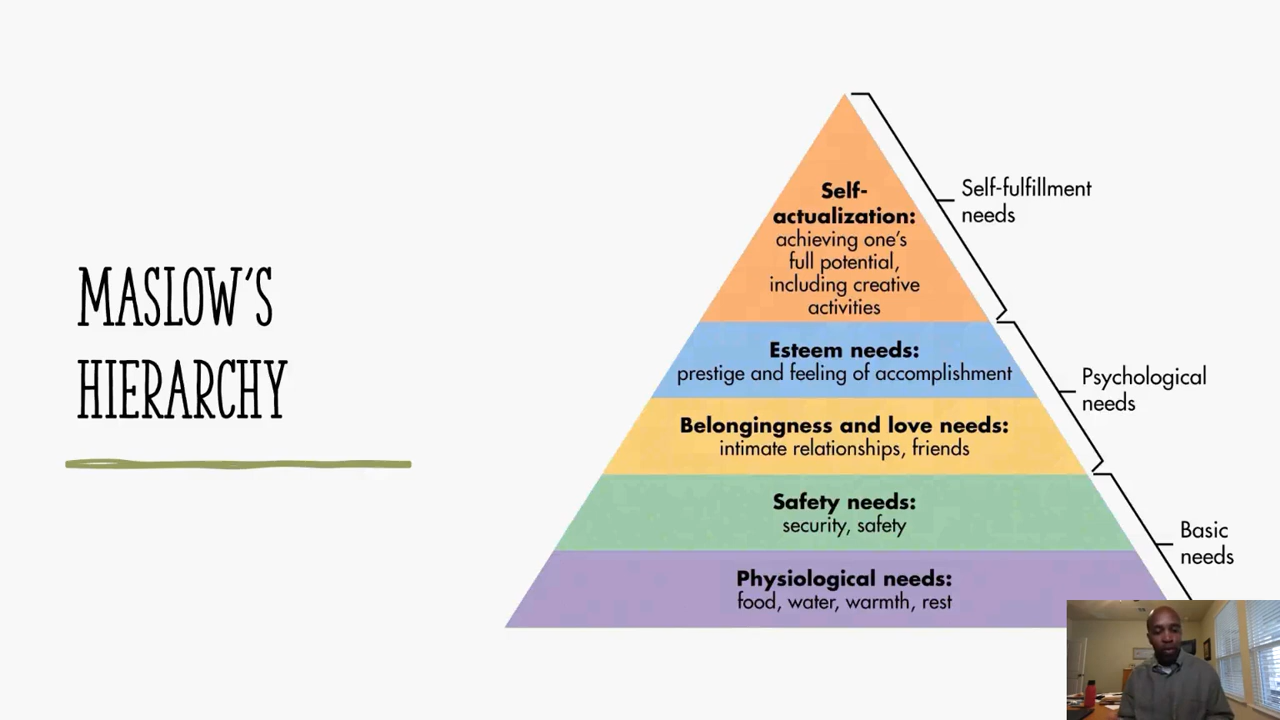 MASLOW'S
HIERARCHY
Self-
actualization:
achieving one's
full potential,
including creative
activities
Esteem needs:
prestige and feeling of accomplishment
Belongingness and love needs:
intimate relationships, friends
Safety needs:
security, safety
Physiological needs:
food, water, warmth, rest
Self-fulfillment
needs
Psychological
needs
Basic
needs